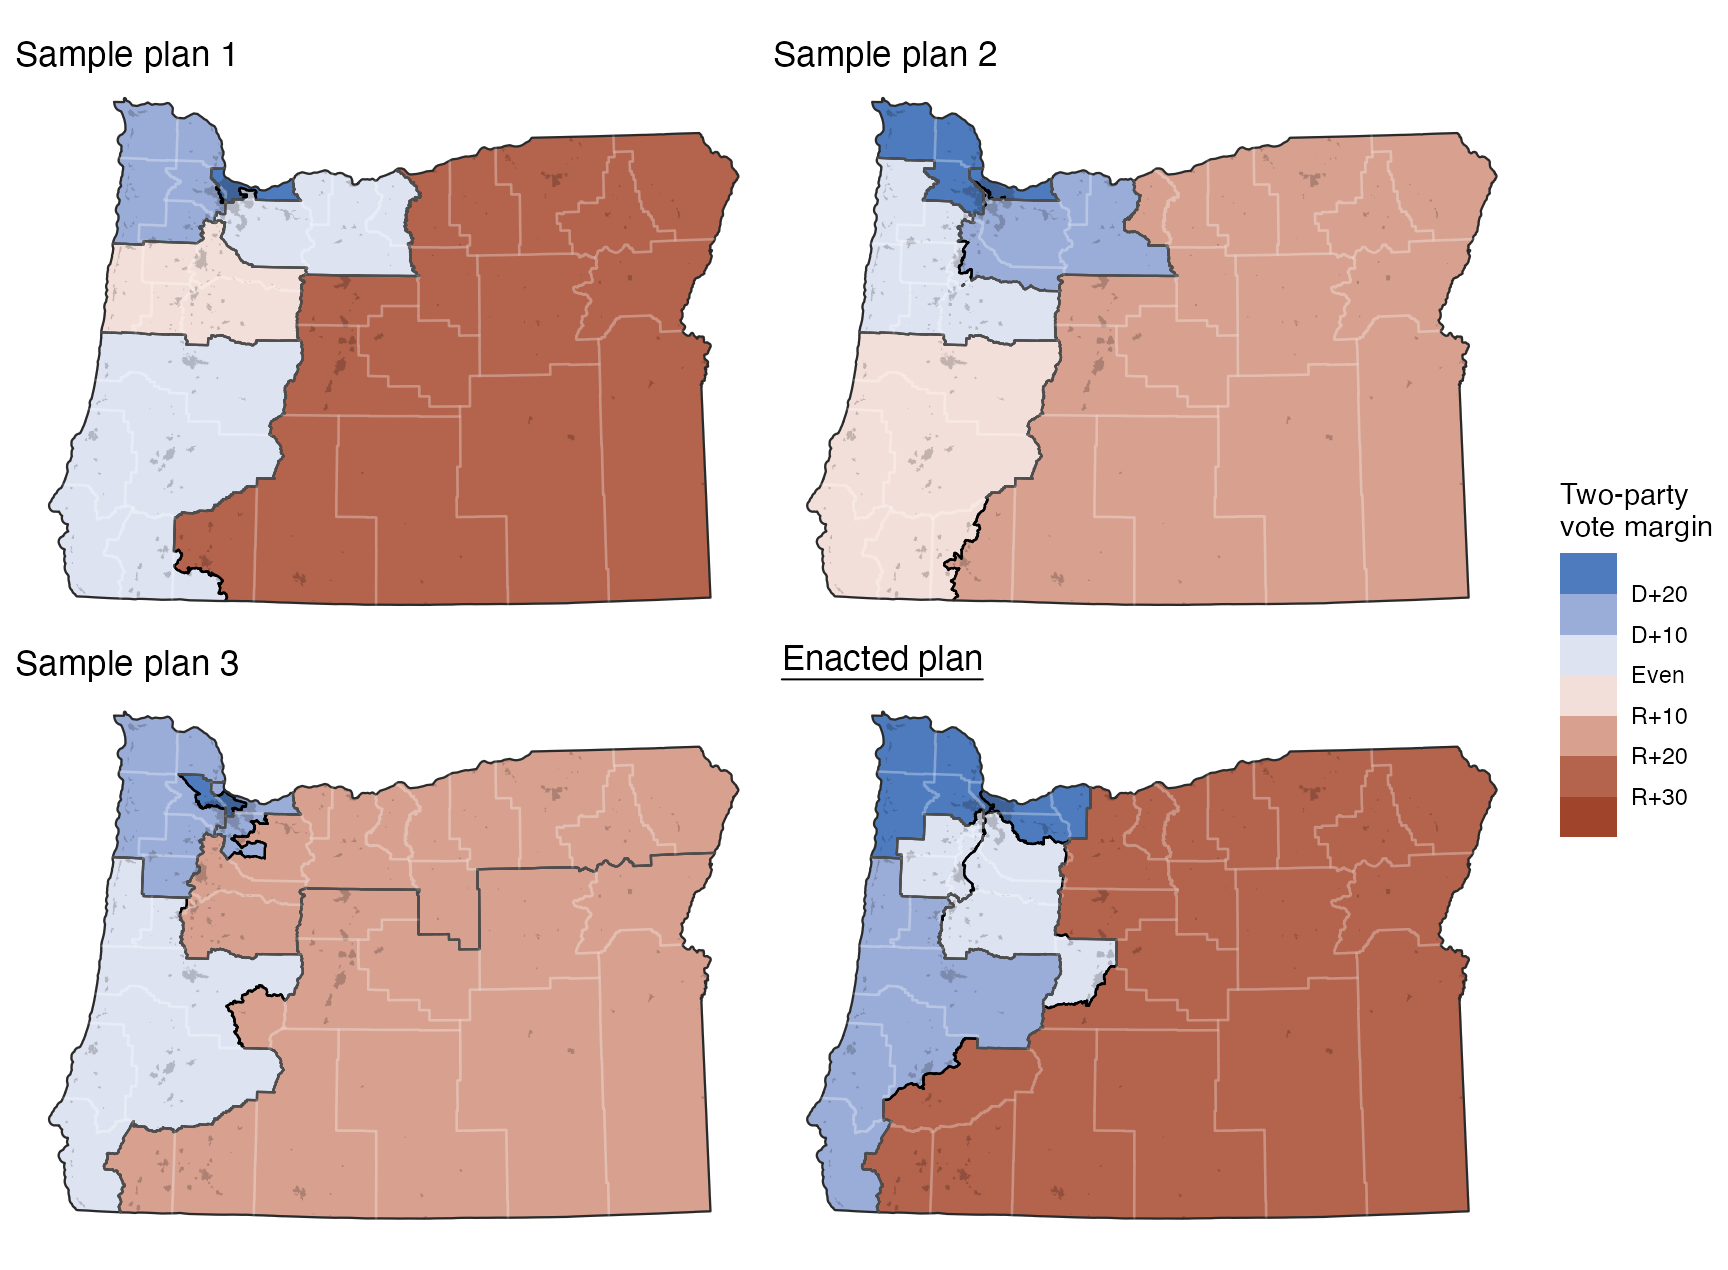 Sample plan 1
Sample plan 2
Sample plan 3
Enacted plan
Two-party
vote margin
D+20
D+10
Even
R+10
R+20
R+30